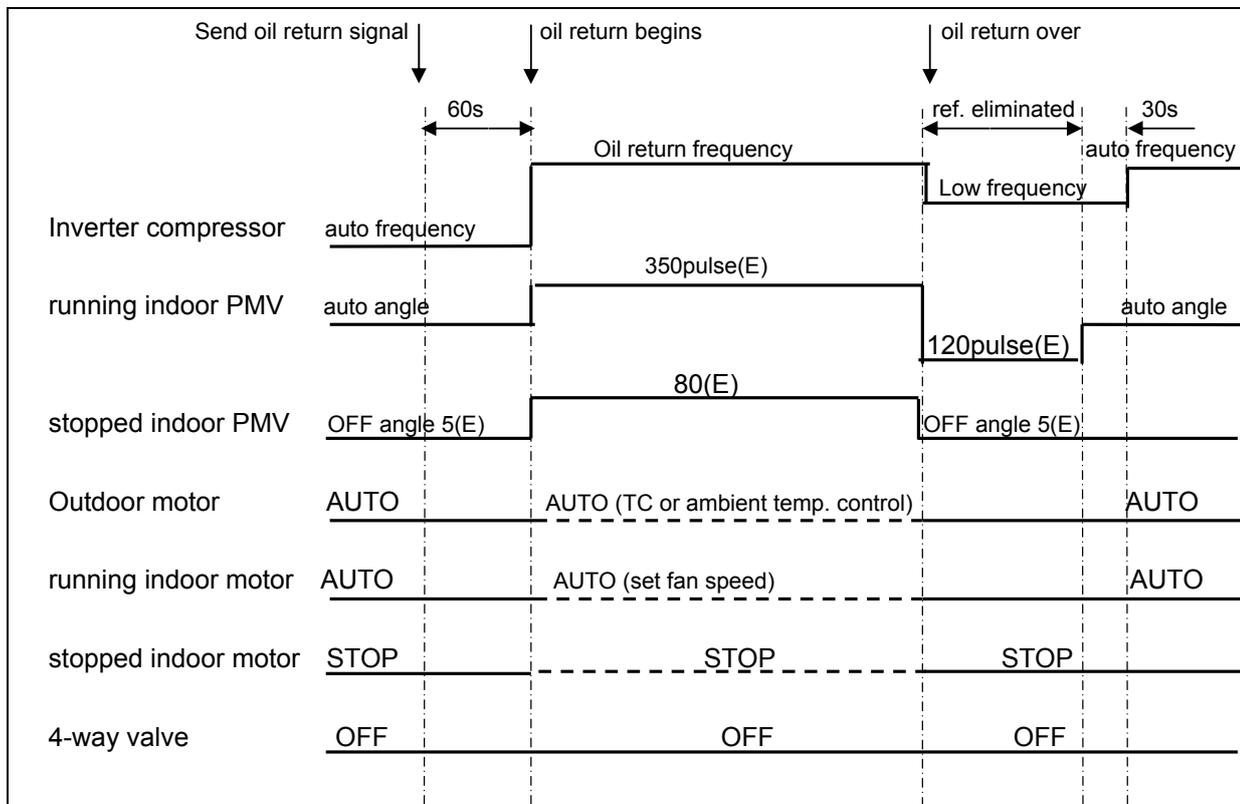 Send oil return signal oil return begins oil return over
60s ref. eliminated 30s
Oil return frequency auto frequency
Low frequency
Inverter compressor auto frequency
350pulse(E)
running indoor PMV auto angle auto angle
120pulse(E)
80(E)
stopped indoor PMV OFF angle 5(E) OFF angle 5(E)
Outdoor motor AUTO AUTO (TC or ambient temp. control) AUTO
running indoor motor AUTO AUTO (set fan speed) AUTO
stopped indoor motor STOP STOP STOP
4-way valve OFF OFF OFF